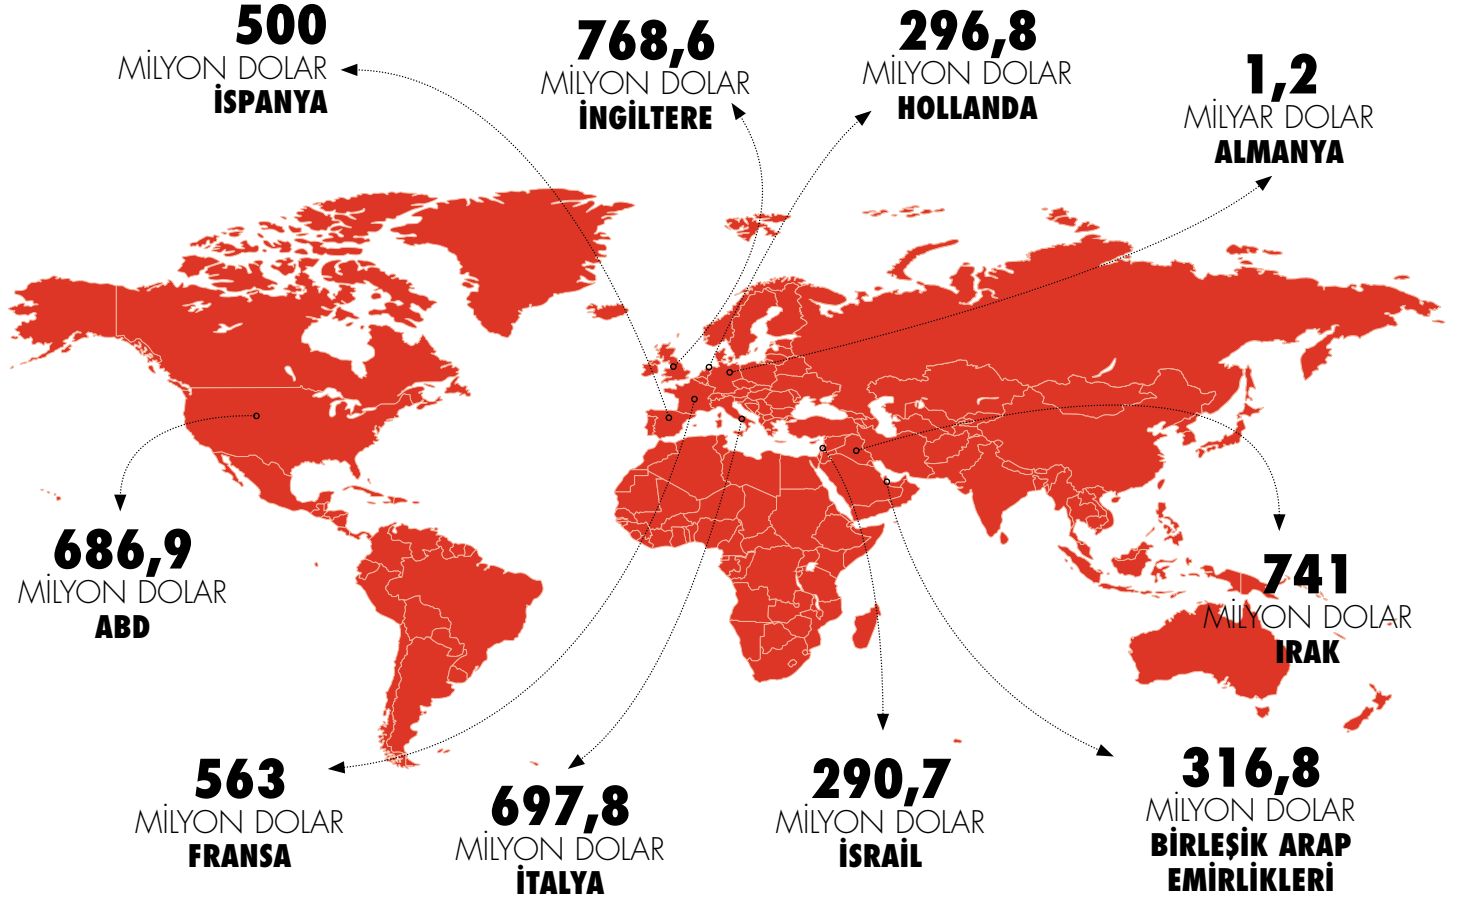 500
MİLYON DOLAR
İSPANYA
768,6
MİLYON DOLAR
İNGİLTERE
296,8
MİLYON DOLAR
HOLLANDA
1,2
MİLYAR DOLAR
ALMANYA
686,9
MİLYON DOLAR
ABD
741
MİLYON DOLAR
IRAK
563
MİLYON DOLAR
FRANSA
697,8
MİLYON DOLAR
İTALYA
290,7
MİLYON DOLAR
İSRAİL
316,8
MİLYON DOLAR
BİRLEŞİK ARAP
EMİRLİKLERİ